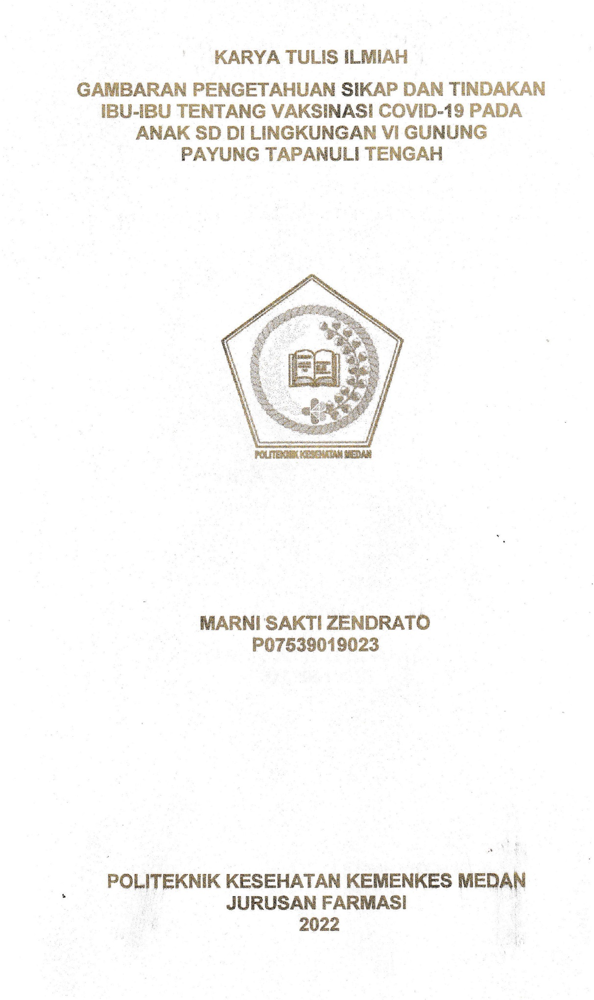 KARYA TULIS ILMIAH
GAMBARAN PENGETAHUAN SIKAP DAN TINDAKAN
IBU-IBU TENTANG VAKSINASI COVID-19 PADA
ANAK SD DI LINGKUNGAN VI GUNUNG
PAYUNG TAPANULI TENGAH
POLITEKNIK KESEHATAN MEDAN
MARNI SAKTI ZENDRATO
P07539019023
POLITEKNIK KESEHATAN KEMENKES MEDAN
JURUSAN FARMASI
2022